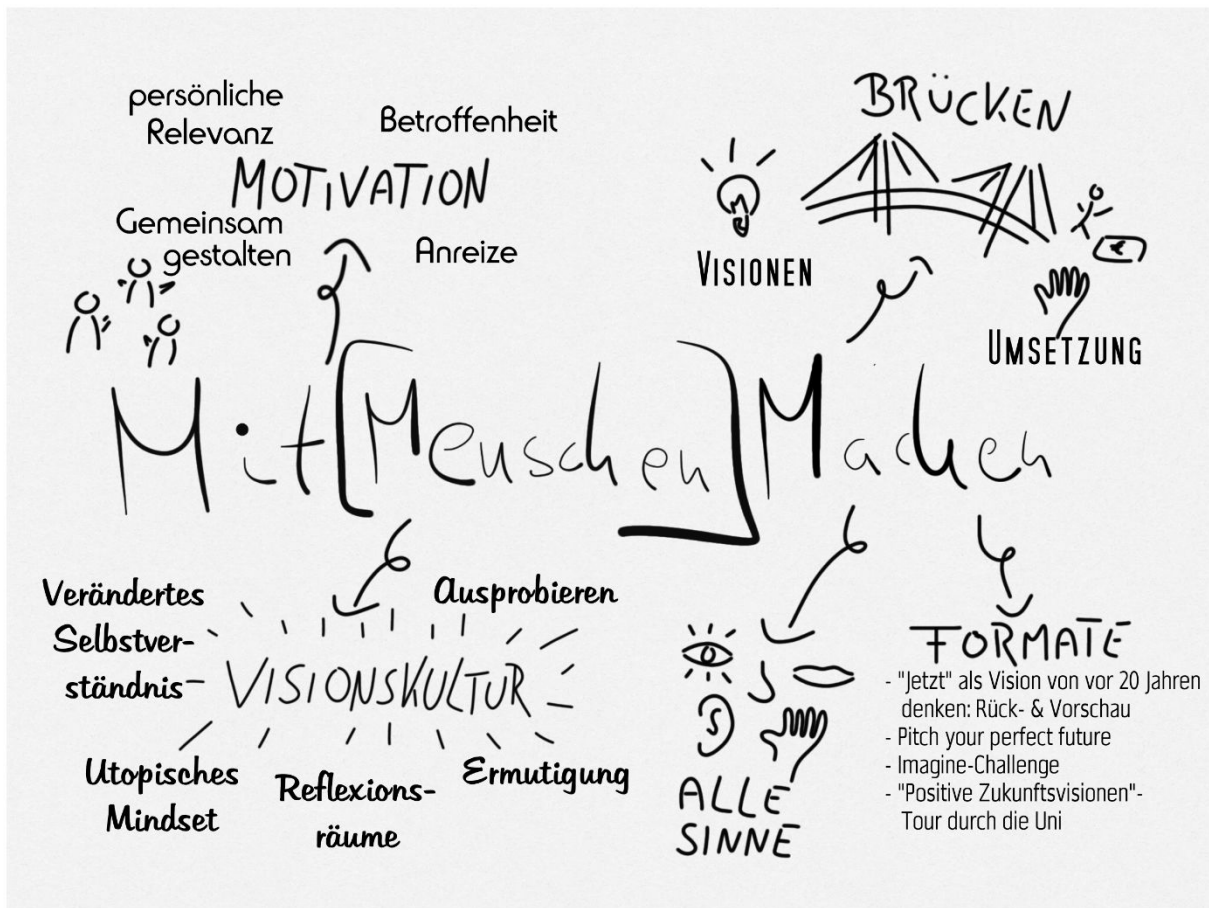 persönliche
Relevanz
Betroffenheit
MOTIVATION
Gemeinsam
gestalten
Anreize
BRÜCKEN
VISIONEN
UMSETZUNG
Mit[Menschen]Machen
Verändertes
Selbstver-
ständnis
Ausprobieren
VISIONSKULTUR
Utopisches
Mindset
Reflexions-
räume
Ermutigung
ALLE
SINNE
FORMATE
- "Jetzt" als Vision von vor 20 Jahren
denken: Rück- & Vorschau
- Pitch your perfect future
- Imagine-Challenge
- "Positive Zukunftsvisionen"-
Tour durch die Uni